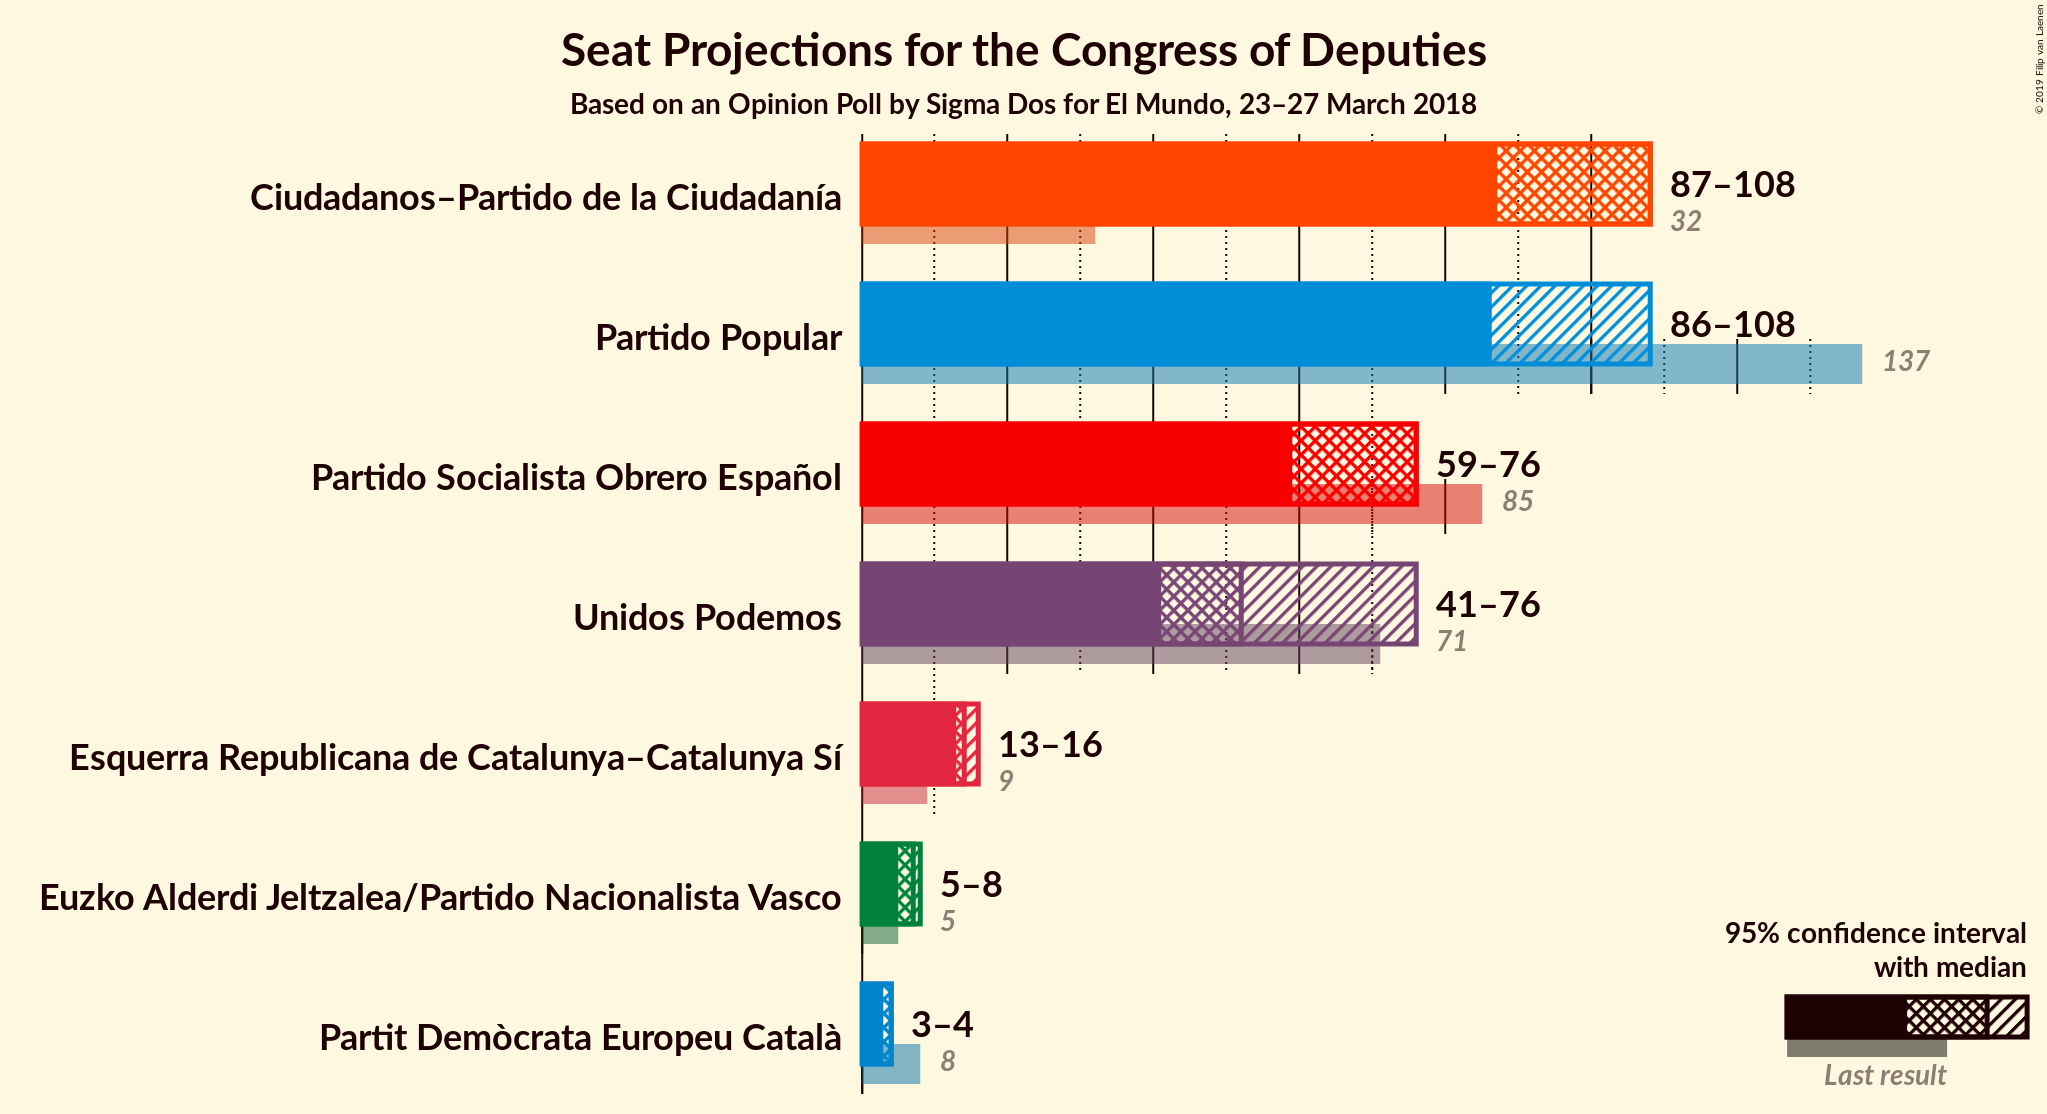 Seat Projections for the Congress of Deputies
Based on an Opinion Poll by Sigma Dos for El Mundo, 23–27 March 2018
© 2019 Filip van Laenen
Ciudadanos–Partido de la Ciudadanía
87–108
32
Partido Popular
86–108
137
Partido Socialista Obrero Español
59–76
85
Unidos Podemos
41–76
71
Esquerra Republicana de Catalunya–Catalunya Sí
13–16
9
Euzko Alderdi Jeltzalea/Partido Nacionalista Vasco
5–8
5
Partit Demòcrata Europeu Català
3–4
8
95% confidence interval
with median
Last result